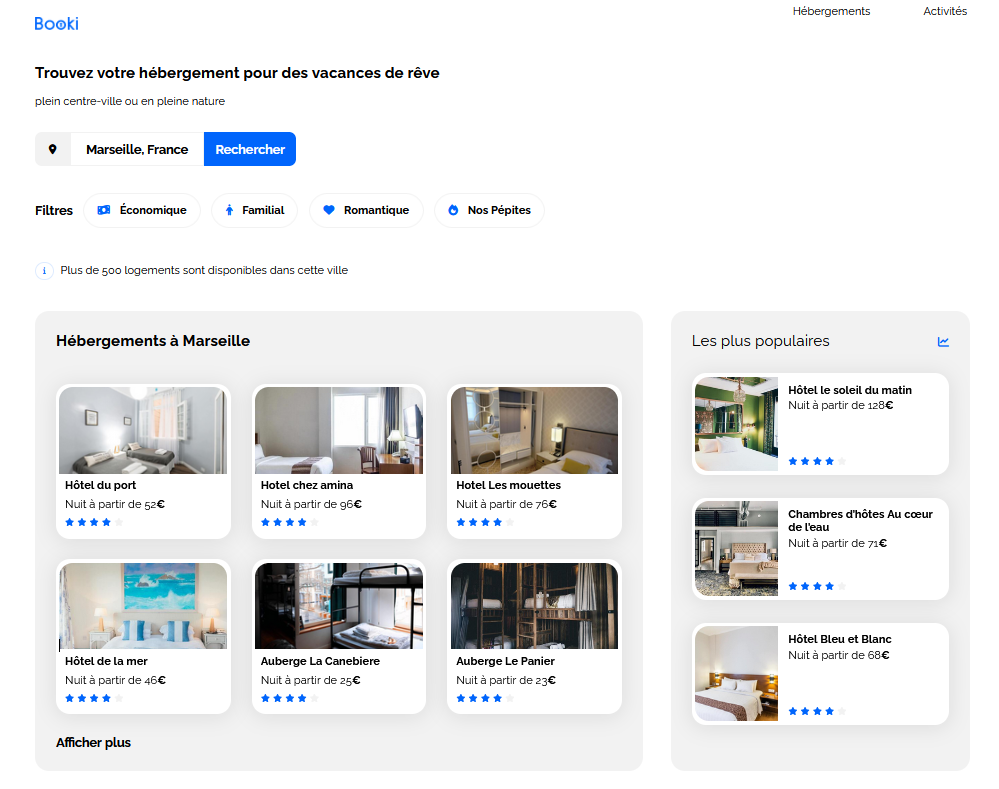 Booki
Hébergements
Activités
Trouvez votre hébergement pour des vacances de rêve
plein centre-ville ou en pleine nature
Marseille, France
Rechercher
Filtres
Économique
Familial
Romantique
Nos Pépites
i
Plus de 500 logements sont disponibles dans cette ville
Hébergements à Marseille
Hôtel du port
Nuit à partir de 52€
Hotel chez amina
Nuit à partir de 96€
Hotel Les mouettes
Nuit à partir de 76€
Hôtel de la mer
Nuit à partir de 46€
Auberge La Canebiere
Nuit à partir de 25€
Auberge Le Panier
Nuit à partir de 23€
Afficher plus
Les plus populaires
Hôtel le soleil du matin
Nuit à partir de 128€
Chambres d'hôtes Au cœur
de l'eau
Nuit à partir de 71€
Hôtel Bleu et Blanc
Nuit à partir de 68€